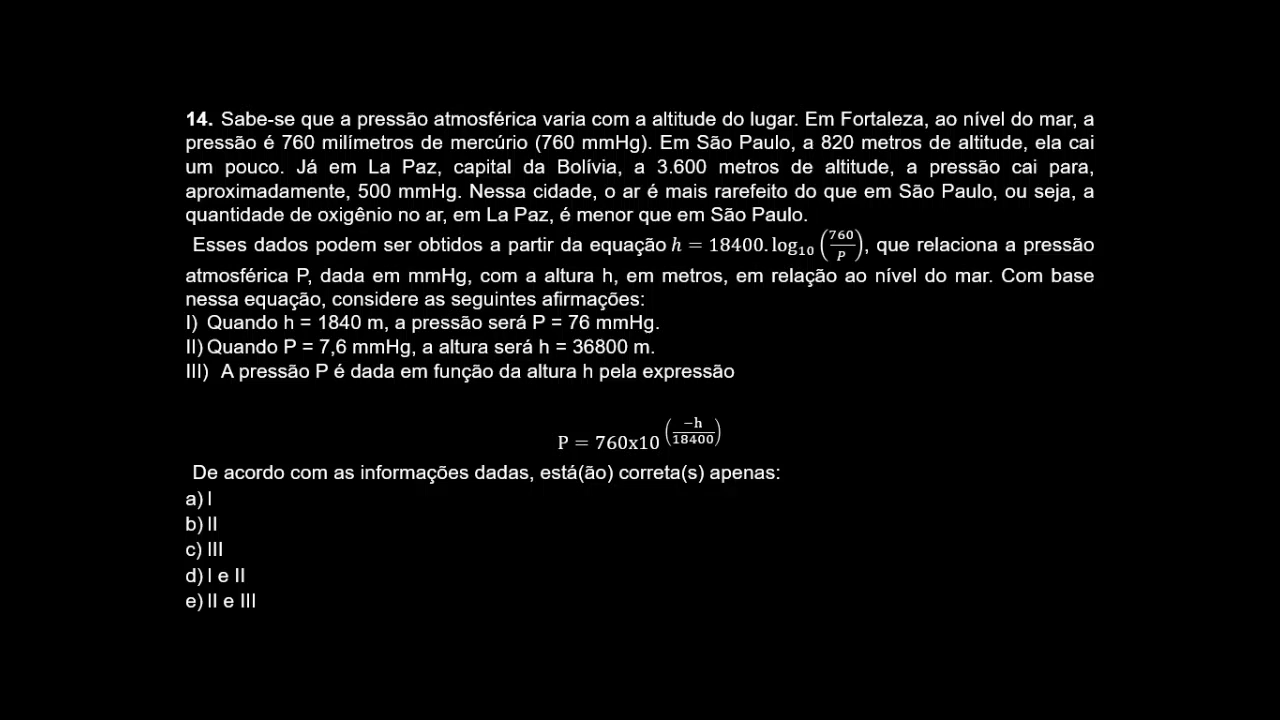 14. Sabe-se que a pressão atmosférica varia com a altitude do lugar. Em Fortaleza, ao nível do mar, a
pressão é 760 milímetros de mercúrio (760 mmHg). Em São Paulo, a 820 metros de altitude, ela cai
um pouco. Já em La Paz, capital da Bolívia, a 3.600 metros de altitude, a pressão cai para,
aproximadamente, 500 mmHg. Nessa cidade, o ar é mais rarefeito do que em São Paulo, ou seja, a
quantidade de oxigênio no ar, em La Paz, é menor que em São Paulo.
Esses dados podem ser obtidos a partir da equação h = 18400. log₁₀ (760/P), que relaciona a pressão
atmosférica P, dada em mmHg, com a altura h, em metros, em relação ao nível do mar. Com base
nessa equação, considere as seguintes afirmações:
I) Quando h = 1840 m, a pressão será P = 76 mmHg.
II) Quando P = 7,6 mmHg, a altura será h = 36800 m.
III) A pressão P é dada em função da altura h pela expressão
P = 760x10^(−h/18400)
De acordo com as informações dadas, está(ão) correta(s) apenas:
a) I
b) II
c) III
d) I e II
e) II e III